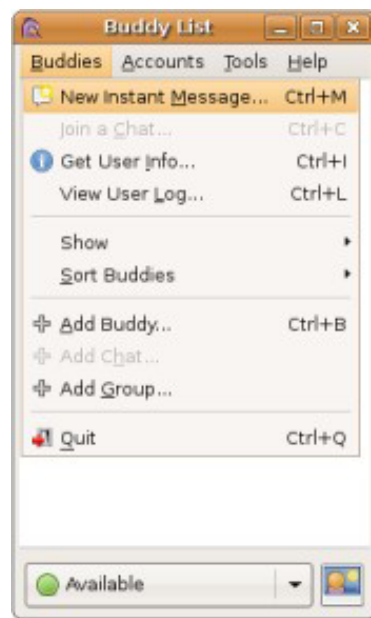 Buddy List
Buddies Accounts Tools Help
New Instant Message... Ctrl+M
Join a Chat... Ctrl+C
Get User Info... Ctrl+I
View User Log... Ctrl+L
Show
Sort Buddies
Add Buddy... Ctrl+B
Add Chat...
Add Group...
Quit Ctrl+Q
Available